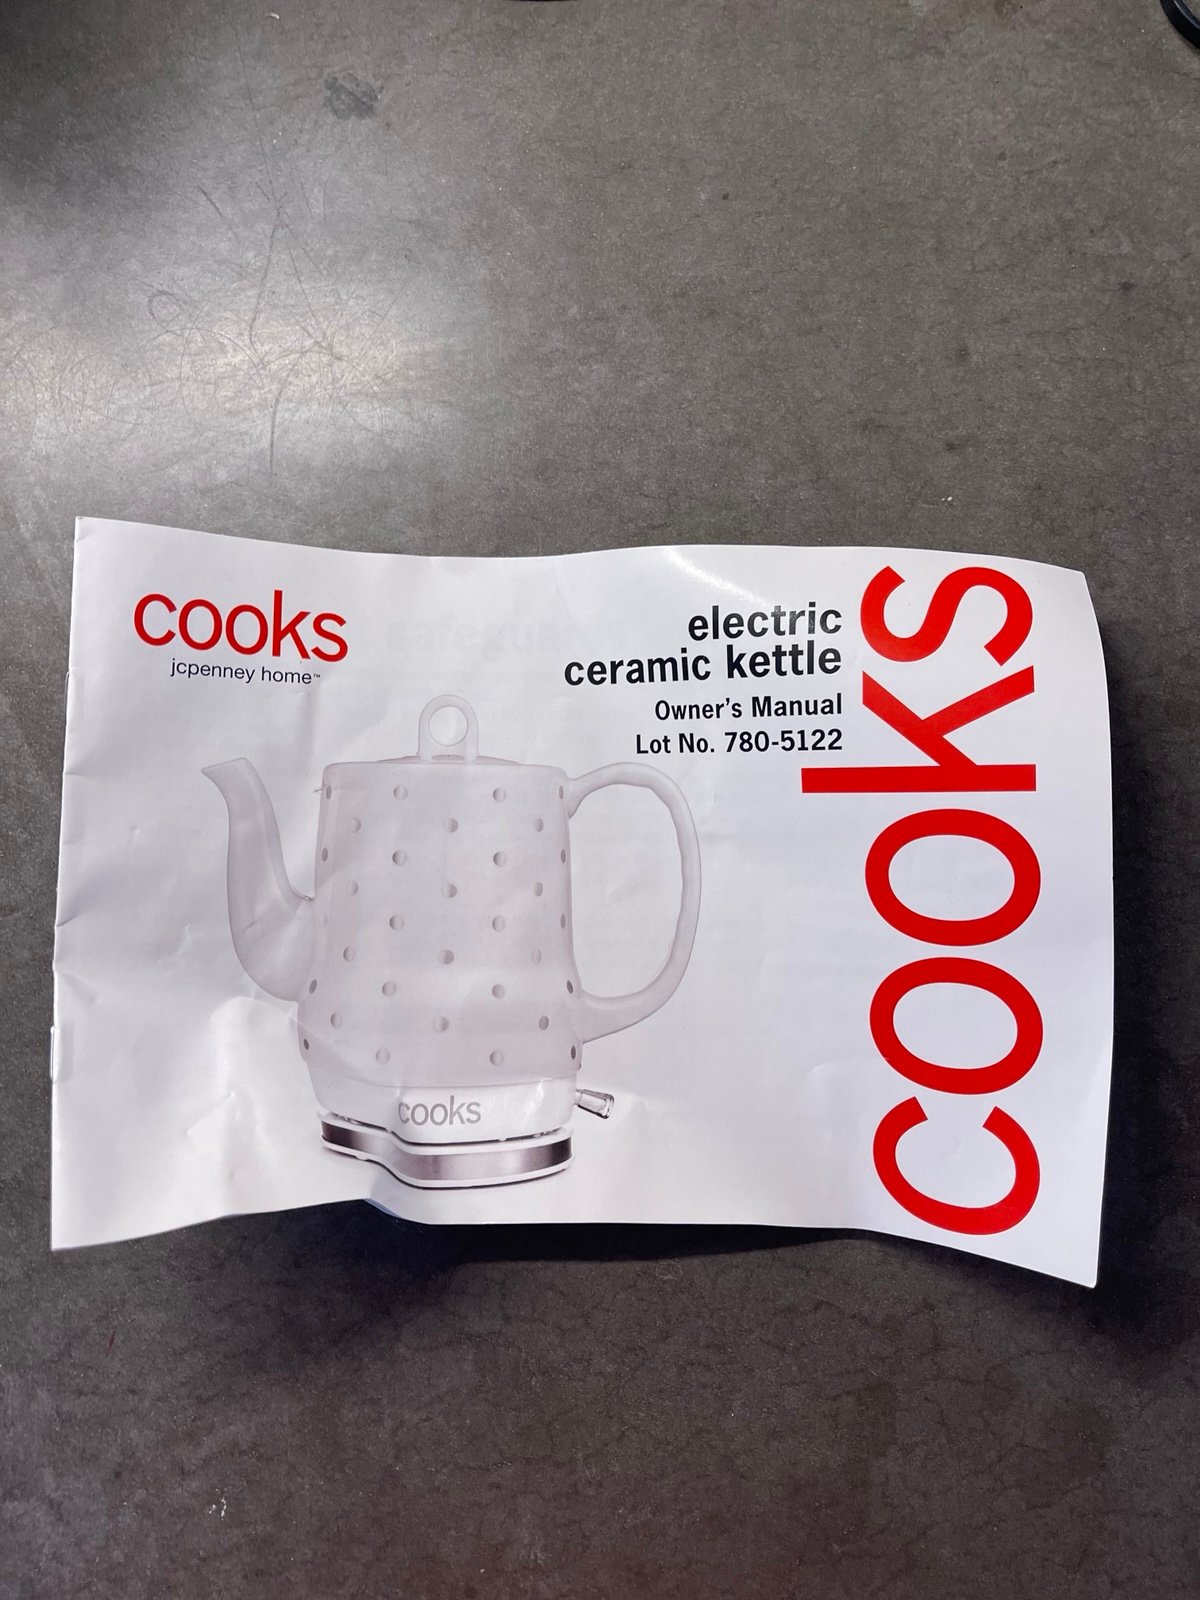 cooks
jcpenney home™
electric
ceramic kettle
Owner's Manual
Lot No. 780-5122
cooks
cooks